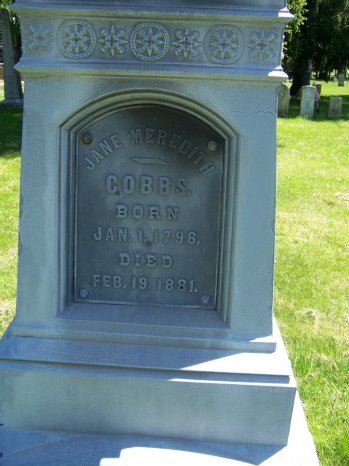 JANE MEREDITH
COBBS,
BORN
JAN. 1, 1796,
DIED
FEB. 19, 1881.